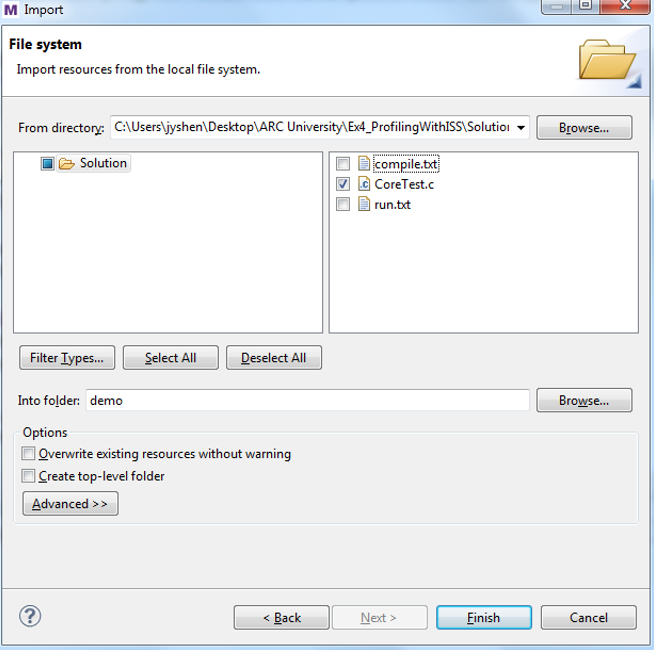 M Import
File system
Import resources from the local file system.
From directory: C:\Users\jyshen\Desktop\ARC University\Ex4_ProfilingWithISS\Solution Browse...
Solution
compile.txt
CoreTest.c
run.txt
Filter Types... Select All Deselect All
Into folder: demo Browse...
Options
Overwrite existing resources without warning
Create top-level folder
Advanced >>
? < Back Next > Finish Cancel